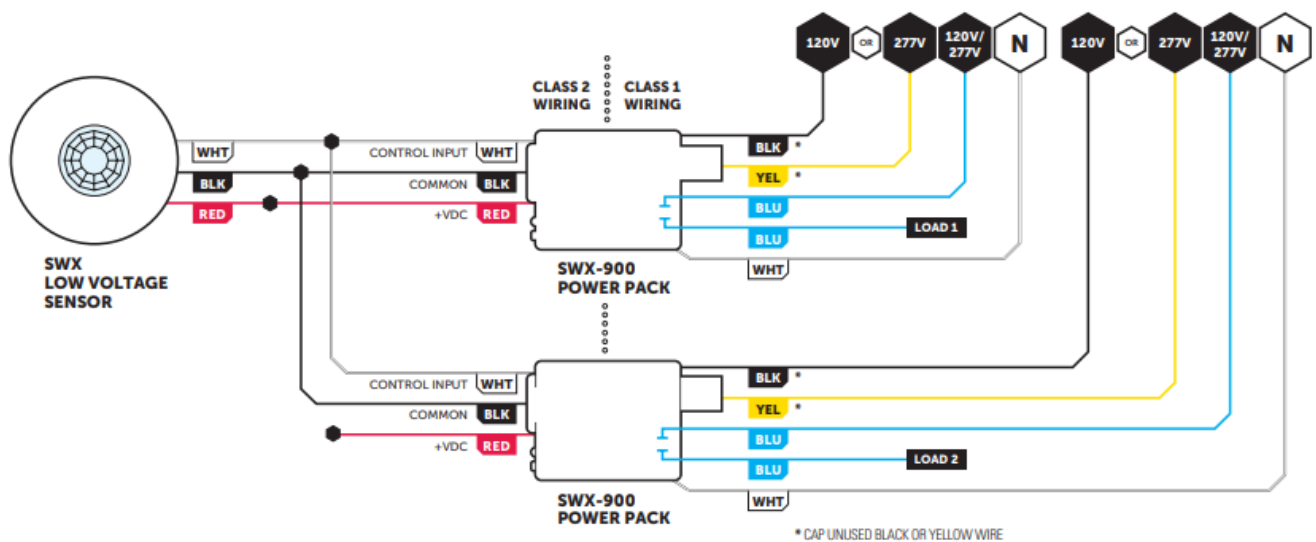 120V
OR
277V
120V/
277V
N
120V
OR
277V
120V/
277V
N
CLASS 2
WIRING
CLASS 1
WIRING
WHT
BLK
RED
CONTROL INPUT WHT
COMMON BLK
+VDC RED
BLK *
YEL *
BLU
BLU
WHT
LOAD 1
SWX
LOW VOLTAGE
SENSOR
SWX-900
POWER PACK
CONTROL INPUT WHT
COMMON BLK
+VDC RED
BLK *
YEL *
BLU
BLU
WHT
LOAD 2
SWX-900
POWER PACK
* CAP UNUSED BLACK OR YELLOW WIRE